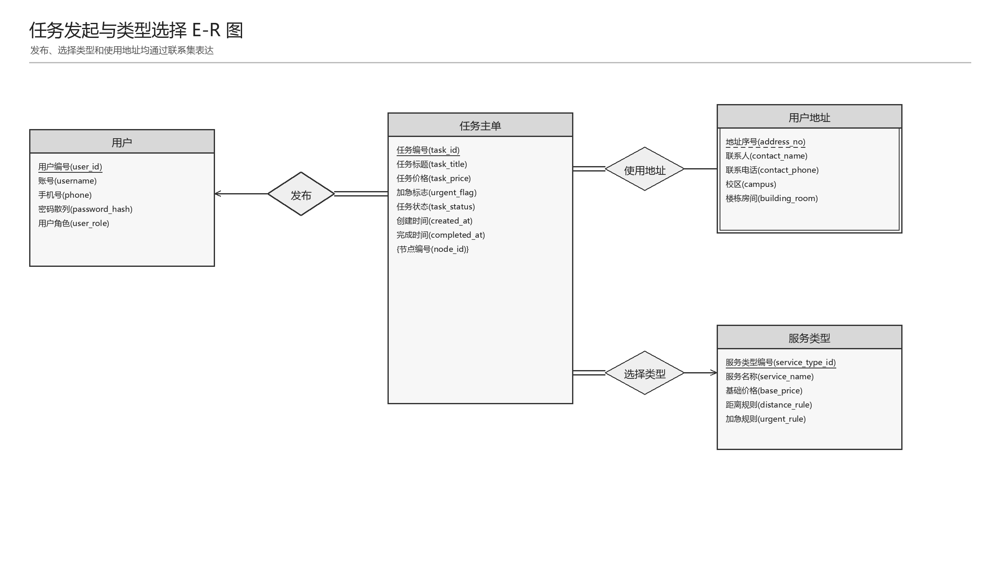 任务发起与类型选择 E-R 图
发布、选择类型和使用地址均通过联系集表达
用户
用户编号(user_id)
账号(username)
手机号(phone)
密码散列(password_hash)
用户角色(user_role)
发布
任务主单
任务编号(task_id)
任务标题(task_title)
任务价格(task_price)
加急标志(urgent_flag)
任务状态(task_status)
创建时间(created_at)
完成时间(completed_at)
{节点编号(node_id)}
使用地址
用户地址
地址序号(address_no)
联系人(contact_name)
联系电话(contact_phone)
校区(campus)
楼栋房间(building_room)
选择类型
服务类型
服务类型编号(service_type_id)
服务名称(service_name)
基础价格(base_price)
距离规则(distance_rule)
加急规则(urgent_rule)